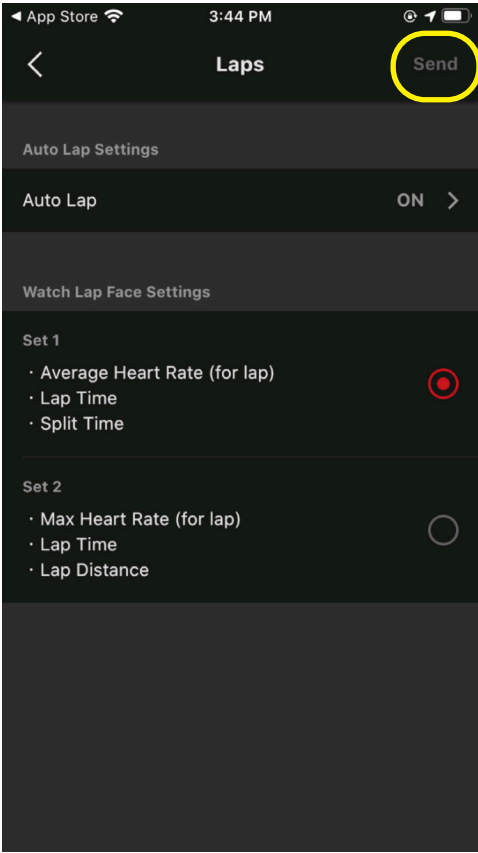 ◀ App Store 3:44 PM
Laps Send
Auto Lap Settings
Auto Lap ON
Watch Lap Face Settings
Set 1
· Average Heart Rate (for lap)
· Lap Time
· Split Time
Set 2
· Max Heart Rate (for lap)
· Lap Time
· Lap Distance